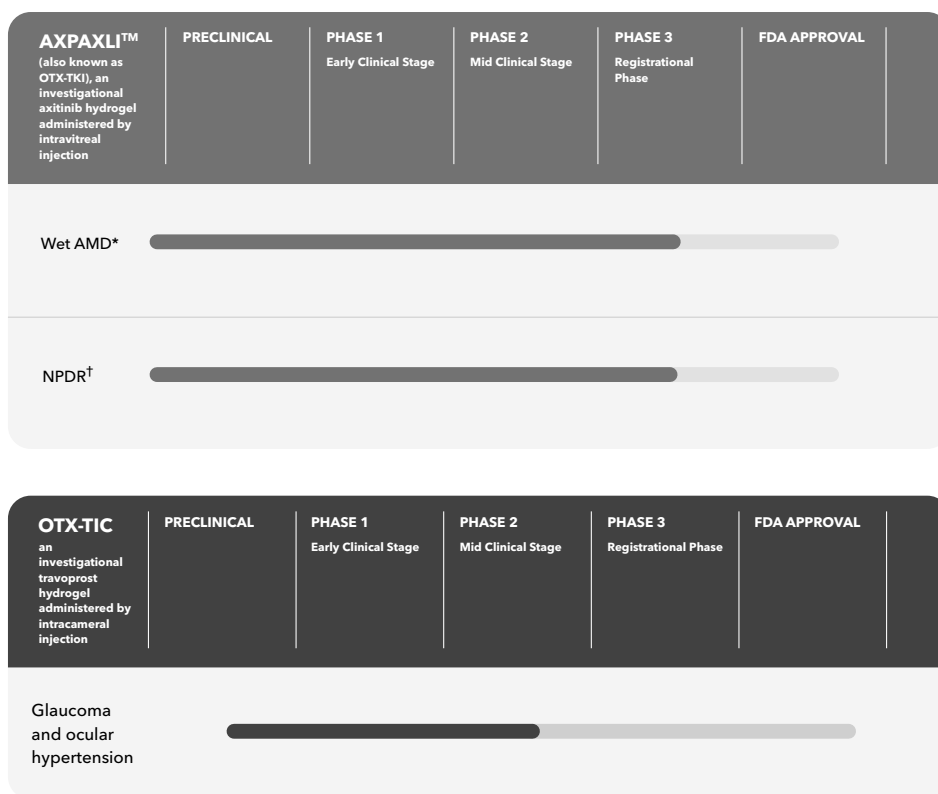 AXPAXLI™
(also known as
OTX-TKI), an
investigational
axitinib hydrogel
administered by
intravitreal
injection
PRECLINICAL
PHASE 1
Early Clinical Stage
PHASE 2
Mid Clinical Stage
PHASE 3
Registrational
Phase
FDA APPROVAL
Wet AMD*
NPDR†
OTX-TIC
an
investigational
travoprost
hydrogel
administered by
intracameral
injection
PRECLINICAL
PHASE 1
Early Clinical Stage
PHASE 2
Mid Clinical Stage
PHASE 3
Registrational Phase
FDA APPROVAL
Glaucoma
and ocular
hypertension